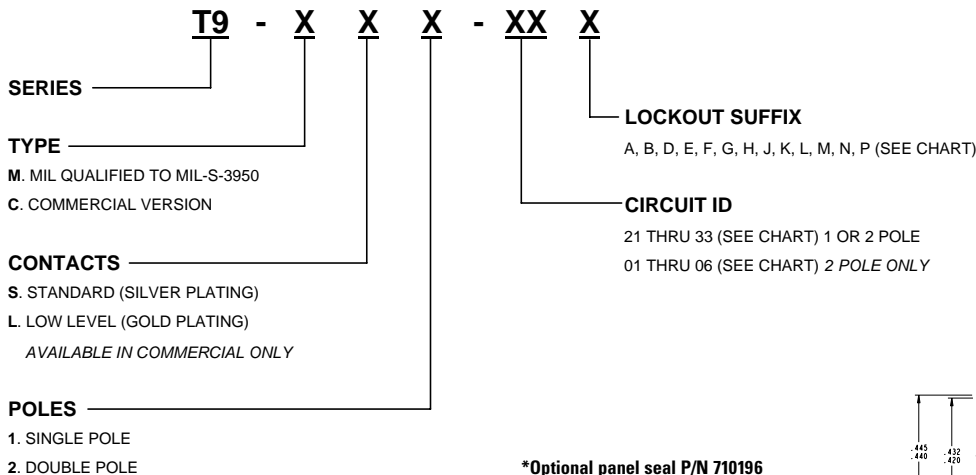 T9 - X X X - XX X
SERIES
TYPE
M. MIL QUALIFIED TO MIL-S-3950
C. COMMERCIAL VERSION
CONTACTS
S. STANDARD (SILVER PLATING)
L. LOW LEVEL (GOLD PLATING)
AVAILABLE IN COMMERCIAL ONLY
POLES
1. SINGLE POLE
2. DOUBLE POLE
LOCKOUT SUFFIX
A, B, D, E, F, G, H, J, K, L, M, N, P (SEE CHART)
CIRCUIT ID
21 THRU 33 (SEE CHART) 1 OR 2 POLE
01 THRU 06 (SEE CHART) 2 POLE ONLY
*Optional panel seal P/N 710196
.445
.440
.432
.420